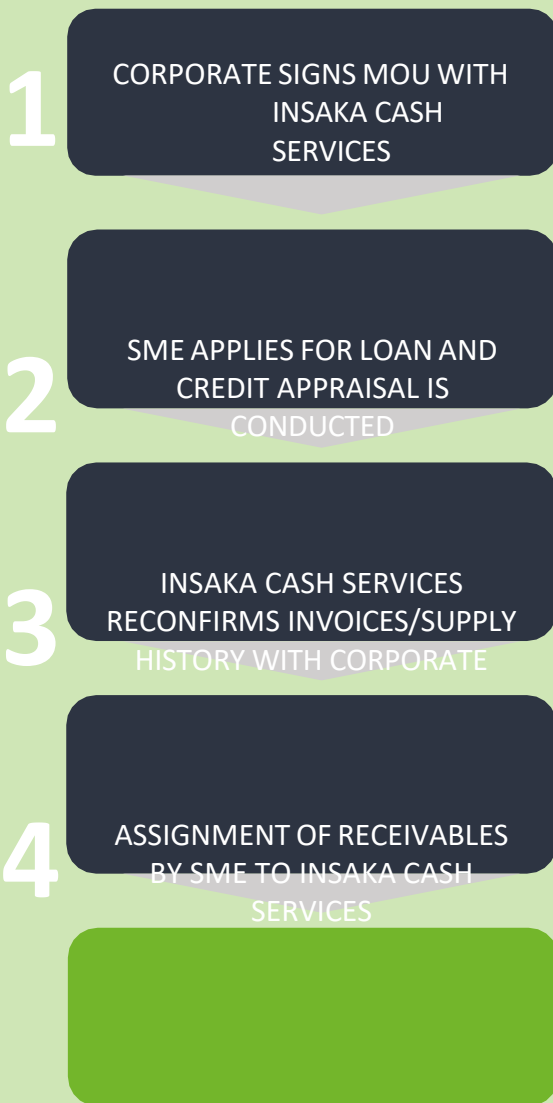 1
CORPORATE SIGNS MOU WITH
INSAKA CASH
SERVICES
2
SME APPLIES FOR LOAN AND
CREDIT APPRAISAL IS
CONDUCTED
3
INSAKA CASH SERVICES
RECONFIRMS INVOICES/SUPPLY
HISTORY WITH CORPORATE
4
ASSIGNMENT OF RECEIVABLES
BY SME TO INSAKA CASH
SERVICES